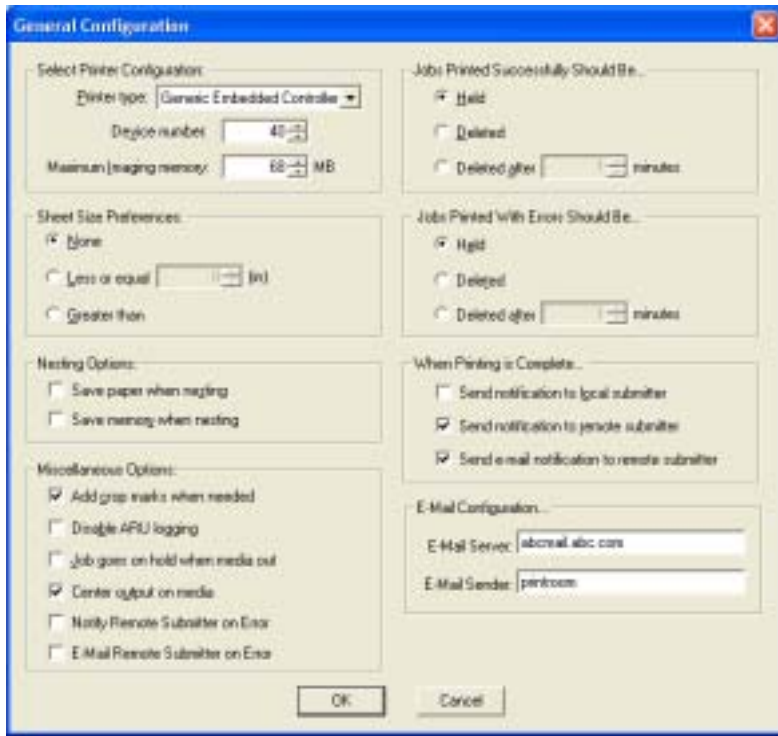 General Configuration
Select Printer Configuration:
Printer type: Generic Embedded Controller
Device number: 40
Maximum Imaging memory: 68 MB
Sheet Size Preferences:
None
Less or equal (in)
Greater than
Nesting Options:
Save paper when nesting
Save memory when nesting
Miscellaneous Options:
Add crop marks when needed
Disable ARU logging
Job goes on hold when media out
Center output on media
Notify Remote Submitter on Error
E-Mail Remote Submitter on Error
Jobs Printed Successfully Should Be...
Held
Deleted
Deleted after minutes
Jobs Printed With Errors Should Be...
Held
Deleted
Deleted after minutes
When Printing is Complete...
Send notification to local submitter
Send notification to remote submitter
Send e-mail notification to remote submitter
E-Mail Configuration...
E-Mail Server: abcmail.abc.com
E-Mail Sender: printroom
OK
Cancel